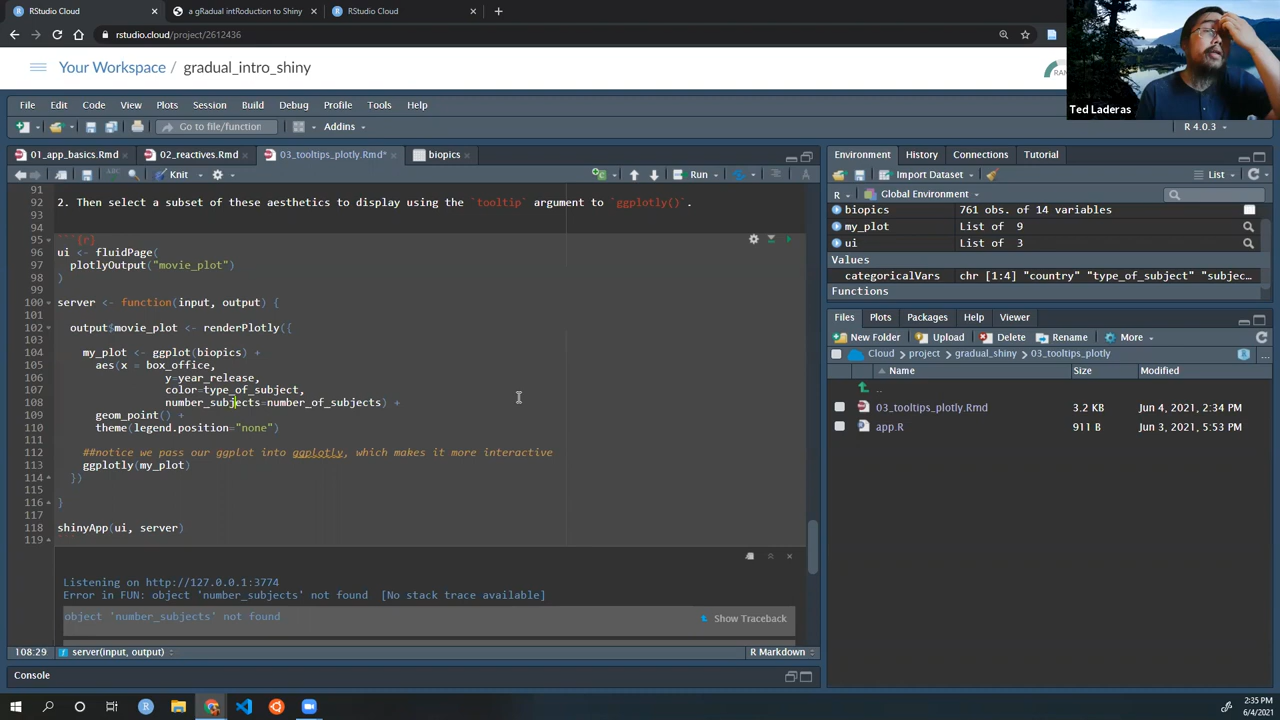 RStudio Cloud
a gRadual intRoduction to Shiny
RStudio Cloud
rstudio.cloud/project/2612436
Your Workspace / gradual_intro_shiny
Ted Laderas
File Edit Code View Plots Session Build Debug Profile Tools Help
Go to file/function
Addins
R 4.0.3
01_app_basics.Rmd
02_reactives.Rmd
03_tooltips_plotly.Rmd*
biopics
Knit
Run
91
92 2. Then select a subset of these aesthetics to display using the `tooltip` argument to `ggplotly()`.
93
94
95 ```{r}
96 ui <- fluidPage(
97 plotlyOutput("movie_plot")
98 )
99
100 server <- function(input, output) {
101
102 output$movie_plot <- renderPlotly({
103
104 my_plot <- ggplot(biopics) +
105 aes(x = box_office,
106 y=year_release,
107 color=type_of_subject,
108 number_subjects=number_of_subjects) +
109 geom_point() +
110 theme(legend.position="none")
111
112 ##notice we pass our ggplot into ggplotly, which makes it more interactive
113 ggplotly(my_plot)
114 })
115
116 }
117
118 shinyApp(ui, server)
119 ```
Listening on http://127.0.0.1:3774
Error in FUN: object 'number_subjects' not found [No stack trace available]
object 'number_subjects' not found
Show Traceback
108:29 server(input, output)
R Markdown
Console
Environment History Connections Tutorial
Import Dataset
List
R Global Environment
biopics 761 obs. of 14 variables
my_plot List of 9
ui List of 3
Values
categoricalVars chr [1:4] "country" "type_of_subject" "subjec…
Functions
Files Plots Packages Help Viewer
New Folder Upload Delete Rename More
Cloud project gradual_shiny 03_tooltips_plotly
Name Size Modified
..
03_tooltips_plotly.Rmd 3.2 KB Jun 4, 2021, 2:34 PM
app.R 911 B Jun 3, 2021, 5:53 PM
2:35 PM
6/4/2021